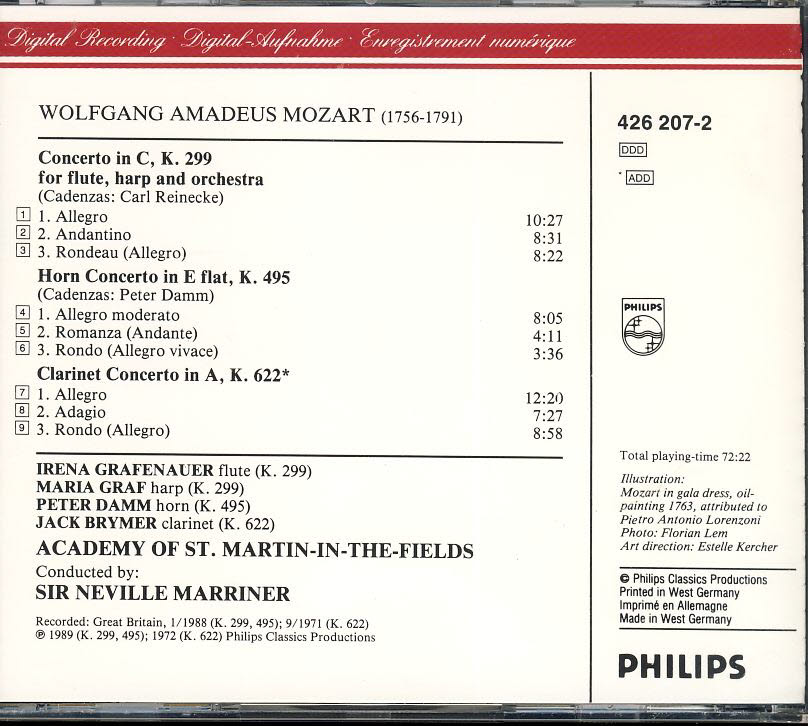 Digital Recording · Digital-Aufnahme · Enregistrement numérique
WOLFGANG AMADEUS MOZART (1756-1791)
Concerto in C, K. 299
for flute, harp and orchestra
(Cadenzas: Carl Reinecke)
1 1. Allegro 10:27
2 2. Andantino 8:31
3 3. Rondeau (Allegro) 8:22
Horn Concerto in E flat, K. 495
(Cadenzas: Peter Damm)
4 1. Allegro moderato 8:05
5 2. Romanza (Andante) 4:11
6 3. Rondo (Allegro vivace) 3:36
Clarinet Concerto in A, K. 622*
7 1. Allegro 12:20
8 2. Adagio 7:27
9 3. Rondo (Allegro) 8:58
IRENA GRAFENAUER flute (K. 299)
MARIA GRAF harp (K. 299)
PETER DAMM horn (K. 495)
JACK BRYMER clarinet (K. 622)
ACADEMY OF ST. MARTIN-IN-THE-FIELDS
Conducted by:
SIR NEVILLE MARRINER
Recorded: Great Britain, 1/1988 (K. 299, 495); 9/1971 (K. 622)
℗ 1989 (K. 299, 495); 1972 (K. 622) Philips Classics Productions
426 207-2
DDD
* ADD
PHILIPS
Total playing-time 72:22
Illustration:
Mozart in gala dress, oil-
painting 1763, attributed to
Pietro Antonio Lorenzoni
Photo: Florian Lem
Art direction: Estelle Kercher
© Philips Classics Productions
Printed in West Germany
Imprimé en Allemagne
Made in West Germany
PHILIPS